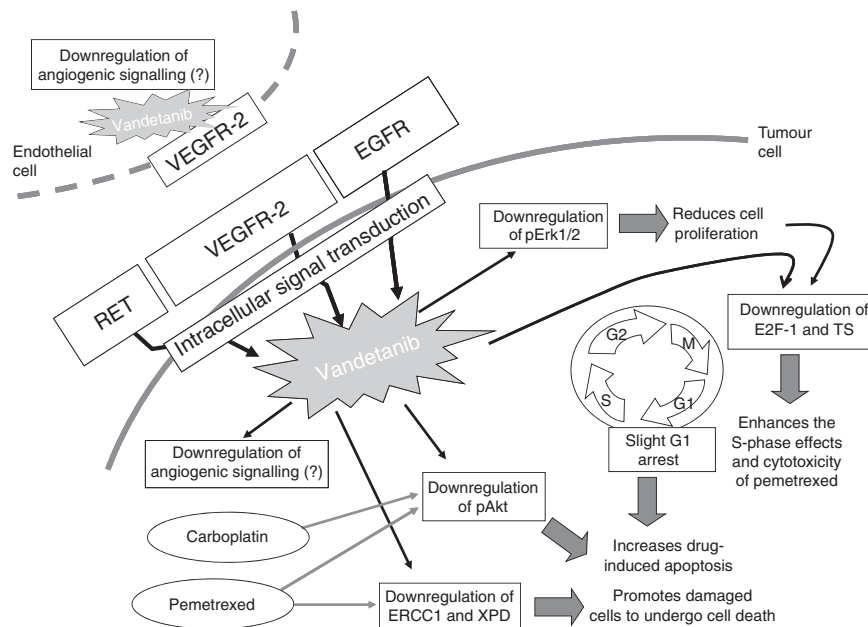 Downregulation of
angiogenic signalling (?)
Vandetanib
VEGFR-2
Endothelial
cell
EGFR
VEGFR-2
RET
Intracellular signal transduction
Tumour
cell
Downregulation
of pErk1/2
Reduces cell
proliferation
Vandetanib
Downregulation of
E2F-1 and TS
G2
M
S
G1
Slight G1
arrest
Enhances the
S-phase effects
and cytotoxicity
of pemetrexed
Downregulation of
angiogenic signalling (?)
Downregulation
of pAkt
Carboplatin
Increases drug-
induced apoptosis
Pemetrexed
Downregulation of
ERCC1 and XPD
Promotes damaged
cells to undergo cell death